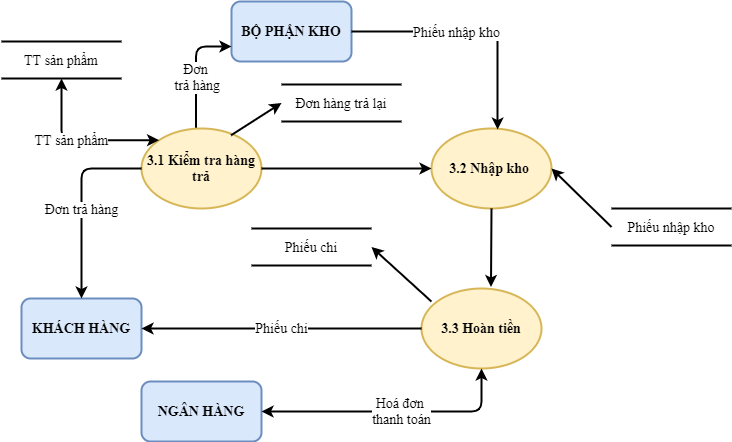 BỘ PHẬN KHO
Phiếu nhập kho
TT sản phẩm
Đơn
trả hàng
Đơn hàng trả lại
TT sản phẩm
3.1 Kiểm tra hàng
trả
3.2 Nhập kho
Đơn trả hàng
Phiếu nhập kho
Phiếu chi
KHÁCH HÀNG
Phiếu chi
3.3 Hoàn tiền
NGÂN HÀNG
Hoá đơn
thanh toán